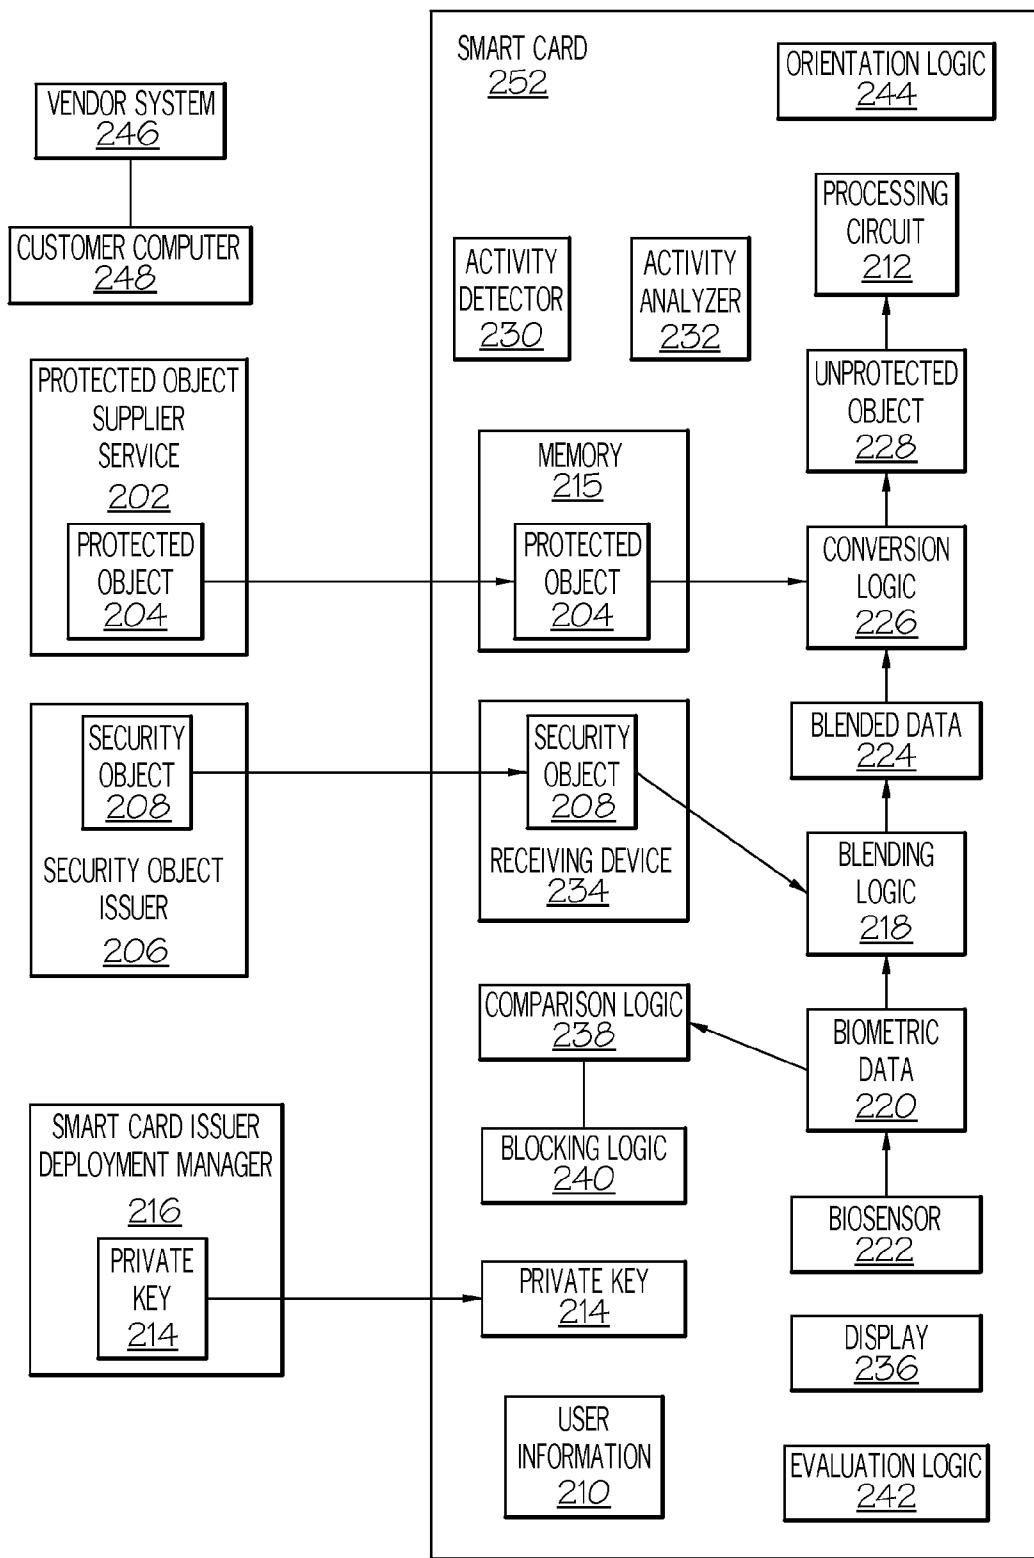 VENDOR SYSTEM
246
CUSTOMER COMPUTER
248
PROTECTED OBJECT
SUPPLIER
SERVICE
202
PROTECTED
OBJECT
204
SECURITY
OBJECT
208
SECURITY OBJECT
ISSUER
206
SMART CARD ISSUER
DEPLOYMENT MANAGER
216
PRIVATE
KEY
214
SMART CARD
252
ORIENTATION LOGIC
244
PROCESSING
CIRCUIT
212
ACTIVITY
DETECTOR
230
ACTIVITY
ANALYZER
232
UNPROTECTED
OBJECT
228
MEMORY
215
PROTECTED
OBJECT
204
CONVERSION
LOGIC
226
SECURITY
OBJECT
208
RECEIVING DEVICE
234
BLENDED DATA
224
BLENDING
LOGIC
218
COMPARISON LOGIC
238
BIOMETRIC
DATA
220
BLOCKING LOGIC
240
BIOSENSOR
222
PRIVATE KEY
214
DISPLAY
236
USER
INFORMATION
210
EVALUATION LOGIC
242